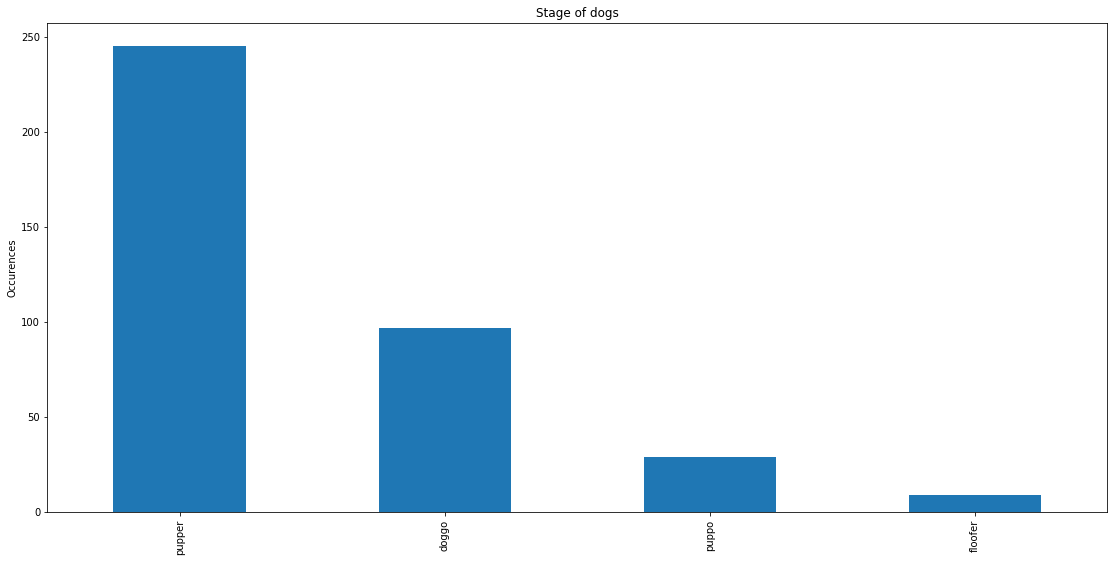 Stage of dogs
Occurences
250
200
150
100
50
0
pupper
doggo
puppo
floofer